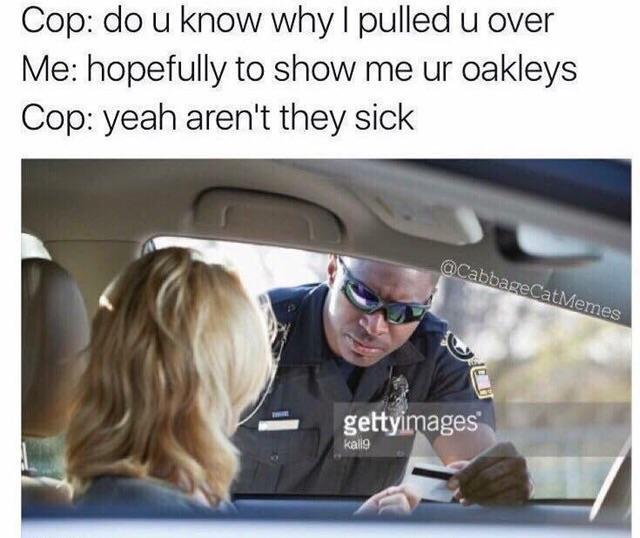 Cop: do u know why I pulled u over
Me: hopefully to show me ur oakleys
Cop: yeah aren't they sick
@CabbageCatMemes
gettyimages®
kali9